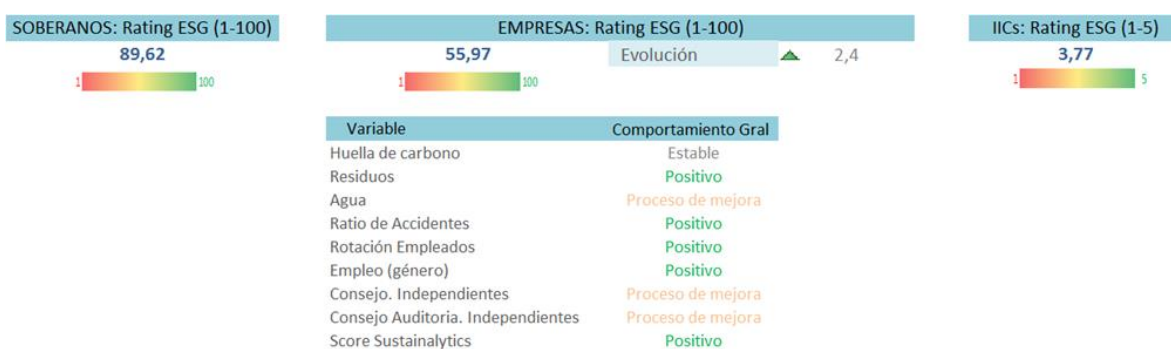 SOBERANOS: Rating ESG (1-100)
89,62
1 100
EMPRESAS: Rating ESG (1-100)
55,97 Evolución 2,4
1 100
IICs: Rating ESG (1-5)
3,77
1 5
Variable Comportamiento Gral
Huella de carbono Estable
Residuos Positivo
Agua Proceso de mejora
Ratio de Accidentes Positivo
Rotación Empleados Positivo
Empleo (género) Positivo
Consejo. Independientes Proceso de mejora
Consejo Auditoria. Independientes Proceso de mejora
Score Sustainalytics Positivo